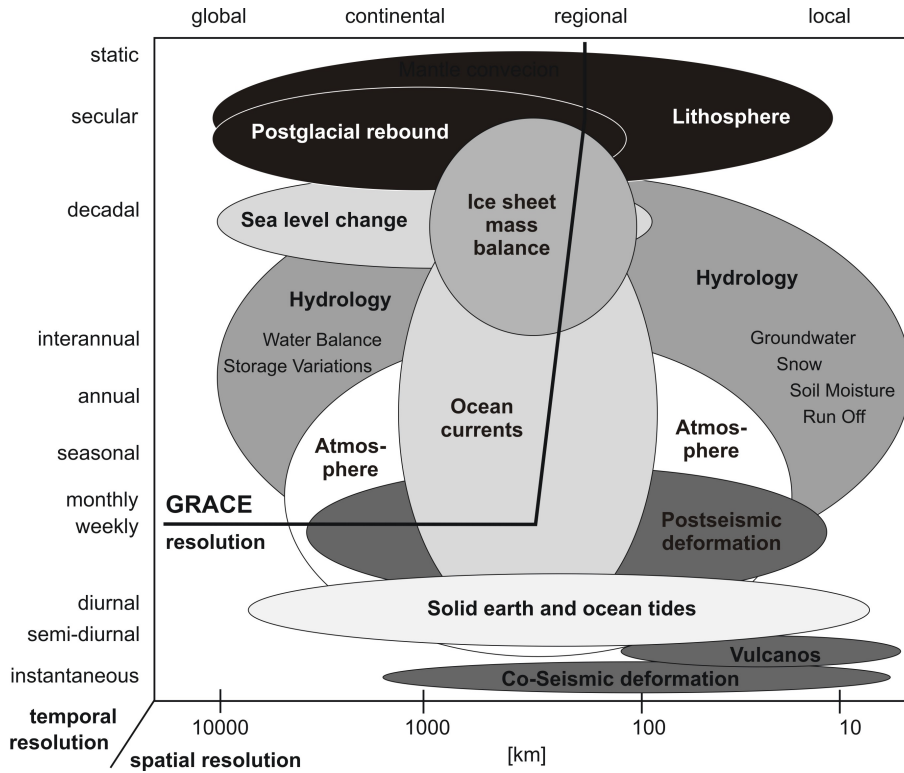 global continental regional local
static
Mantle convecion
secular
Lithosphere
Postglacial rebound
decadal
Sea level change
Ice sheet
mass
balance
Hydrology
Hydrology
interannual
Water Balance
Storage Variations
Groundwater
Snow
Soil Moisture
Run Off
annual
Ocean
currents
seasonal
Atmos-
phere
Atmos-
phere
monthly
weekly
GRACE
resolution
Postseismic
deformation
diurnal
Solid earth and ocean tides
semi-diurnal
Vulcanos
instantaneous
Co-Seismic deformation
temporal
resolution
10000 1000 100 10
spatial resolution
[km]